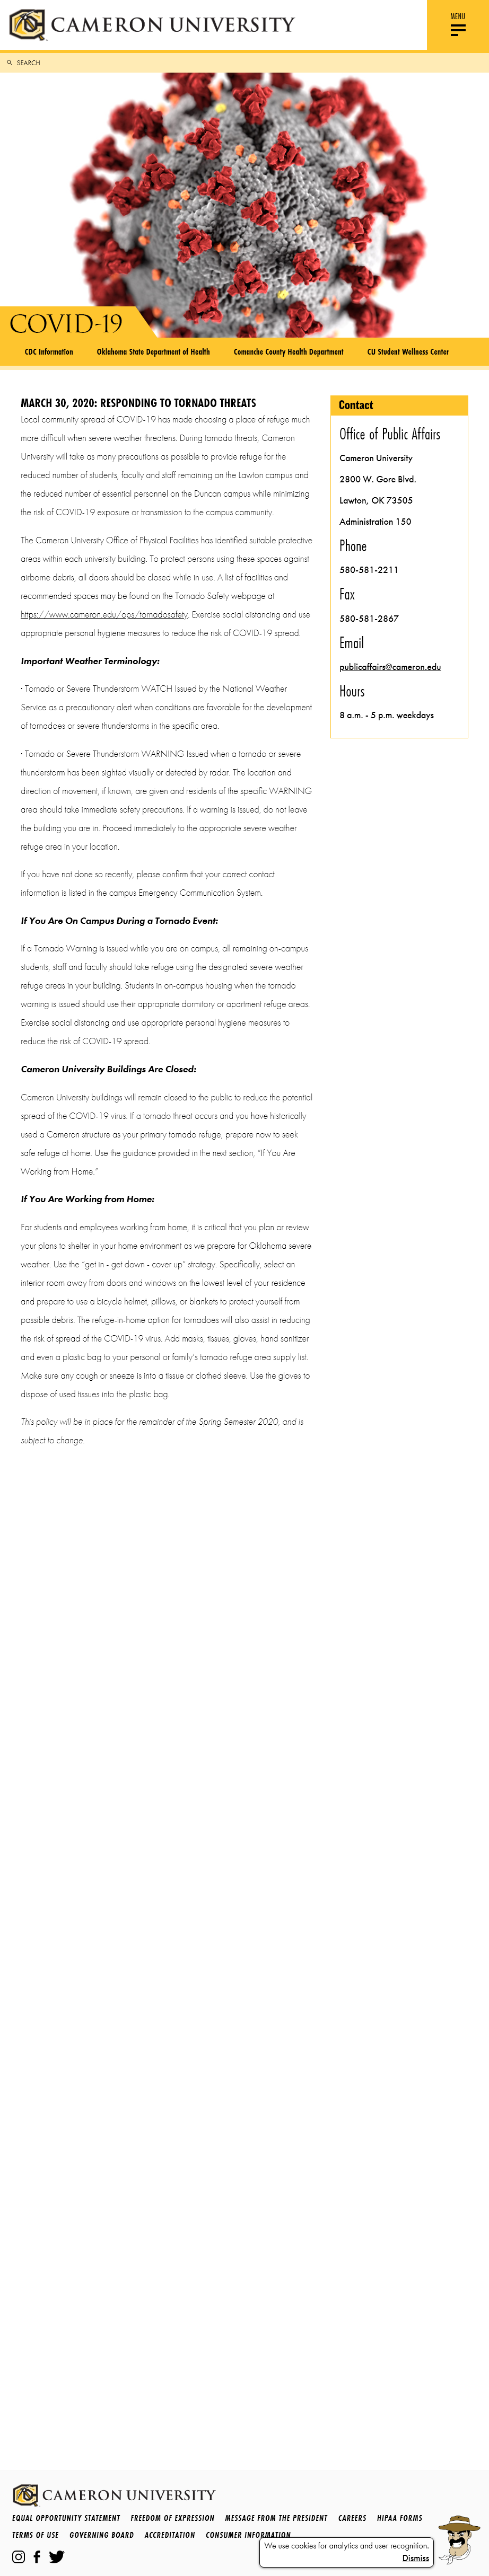 CAMERON UNIVERSITY
MENU
SEARCH
COVID-19
CDC Information
Oklahoma State Department of Health
Comanche County Health Department
CU Student Wellness Center
MARCH 30, 2020: RESPONDING TO TORNADO THREATS
Local community spread of COVID-19 has made choosing a place of refuge much
more difficult when severe weather threatens. During tornado threats, Cameron
University will take as many precautions as possible to provide refuge for the
reduced number of students, faculty and staff remaining on the Lawton campus and
the reduced number of essential personnel on the Duncan campus while minimizing
the risk of COVID-19 exposure or transmission to the campus community.
The Cameron University Office of Physical Facilities has identified suitable protective
areas within each university building. To protect persons using these spaces against
airborne debris, all doors should be closed while in use. A list of facilities and
recommended spaces may be found on the Tornado Safety webpage at
https://www.cameron.edu/ops/tornadosafety. Exercise social distancing and use
appropriate personal hygiene measures to reduce the risk of COVID-19 spread.
Important Weather Terminology:
· Tornado or Severe Thunderstorm WATCH Issued by the National Weather
Service as a precautionary alert when conditions are favorable for the development
of tornadoes or severe thunderstorms in the specific area.
· Tornado or Severe Thunderstorm WARNING Issued when a tornado or severe
thunderstorm has been sighted visually or detected by radar. The location and
direction of movement, if known, are given and residents of the specific WARNING
area should take immediate safety precautions. If a warning is issued, do not leave
the building you are in. Proceed immediately to the appropriate severe weather
refuge area in your location.
If you have not done so recently, please confirm that your correct contact
information is listed in the campus Emergency Communication System.
If You Are On Campus During a Tornado Event:
If a Tornado Warning is issued while you are on campus, all remaining on-campus
students, staff and faculty should take refuge using the designated severe weather
refuge areas in your building. Students in on-campus housing when the tornado
warning is issued should use their appropriate dormitory or apartment refuge areas.
Exercise social distancing and use appropriate personal hygiene measures to
reduce the risk of COVID-19 spread.
Cameron University Buildings Are Closed:
Cameron University buildings will remain closed to the public to reduce the potential
spread of the COVID-19 virus. If a tornado threat occurs and you have historically
used a Cameron structure as your primary tornado refuge, prepare now to seek
safe refuge at home. Use the guidance provided in the next section, "If You Are
Working from Home."
If You Are Working from Home:
For students and employees working from home, it is critical that you plan or review
your plans to shelter in your home environment as we prepare for Oklahoma severe
weather. Use the "get in - get down - cover up" strategy. Specifically, select an
interior room away from doors and windows on the lowest level of your residence
and prepare to use a bicycle helmet, pillows, or blankets to protect yourself from
possible debris. The refuge-in-home option for tornadoes will also assist in reducing
the risk of spread of the COVID-19 virus. Add masks, tissues, gloves, hand sanitizer
and even a plastic bag to your personal or family's tornado refuge area supply list.
Make sure any cough or sneeze is into a tissue or clothed sleeve. Use the gloves to
dispose of used tissues into the plastic bag.
This policy will be in place for the remainder of the Spring Semester 2020, and is
subject to change.
Contact
Office of Public Affairs
Cameron University
2800 W. Gore Blvd.
Lawton, OK 73505
Administration 150
Phone
580-581-2211
Fax
580-581-2867
Email
publicaffairs@cameron.edu
Hours
8 a.m. - 5 p.m. weekdays
CAMERON UNIVERSITY
EQUAL OPPORTUNITY STATEMENT
FREEDOM OF EXPRESSION
MESSAGE FROM THE PRESIDENT
CAREERS
HIPAA FORMS
TERMS OF USE
GOVERNING BOARD
ACCREDITATION
CONSUMER INFORMATION
We use cookies for analytics and user recognition.
Dismiss